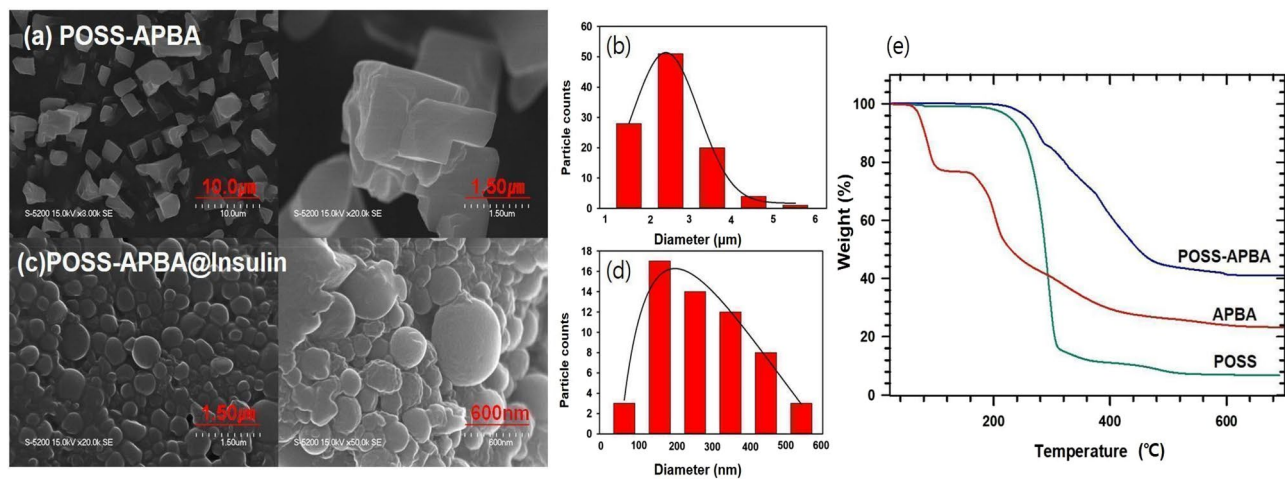 (a) POSS-APBA
10.0㎛
S-5200 15.0kV x3.00k SE
10.0um
1.50㎛
S-5200 15.0kV x20.0k SE
1.50um
(c)POSS-APBA@Insulin
1.50㎛
S-5200 15.0kV x20.0k SE
1.50um
600nm
S-5200 15.0kV x50.0k SE
600nm
(b)
Particle counts
60
50
40
30
20
10
0
1 2 3 4 5 6
Diameter (µm)
(d)
Particle counts
18
16
14
12
10
8
6
4
2
0
0 100 200 300 400 500 600
Diameter (nm)
(e)
Weight (%)
100
80
60
40
20
0
200 400 600
Temperature (℃)
POSS-APBA
APBA
POSS